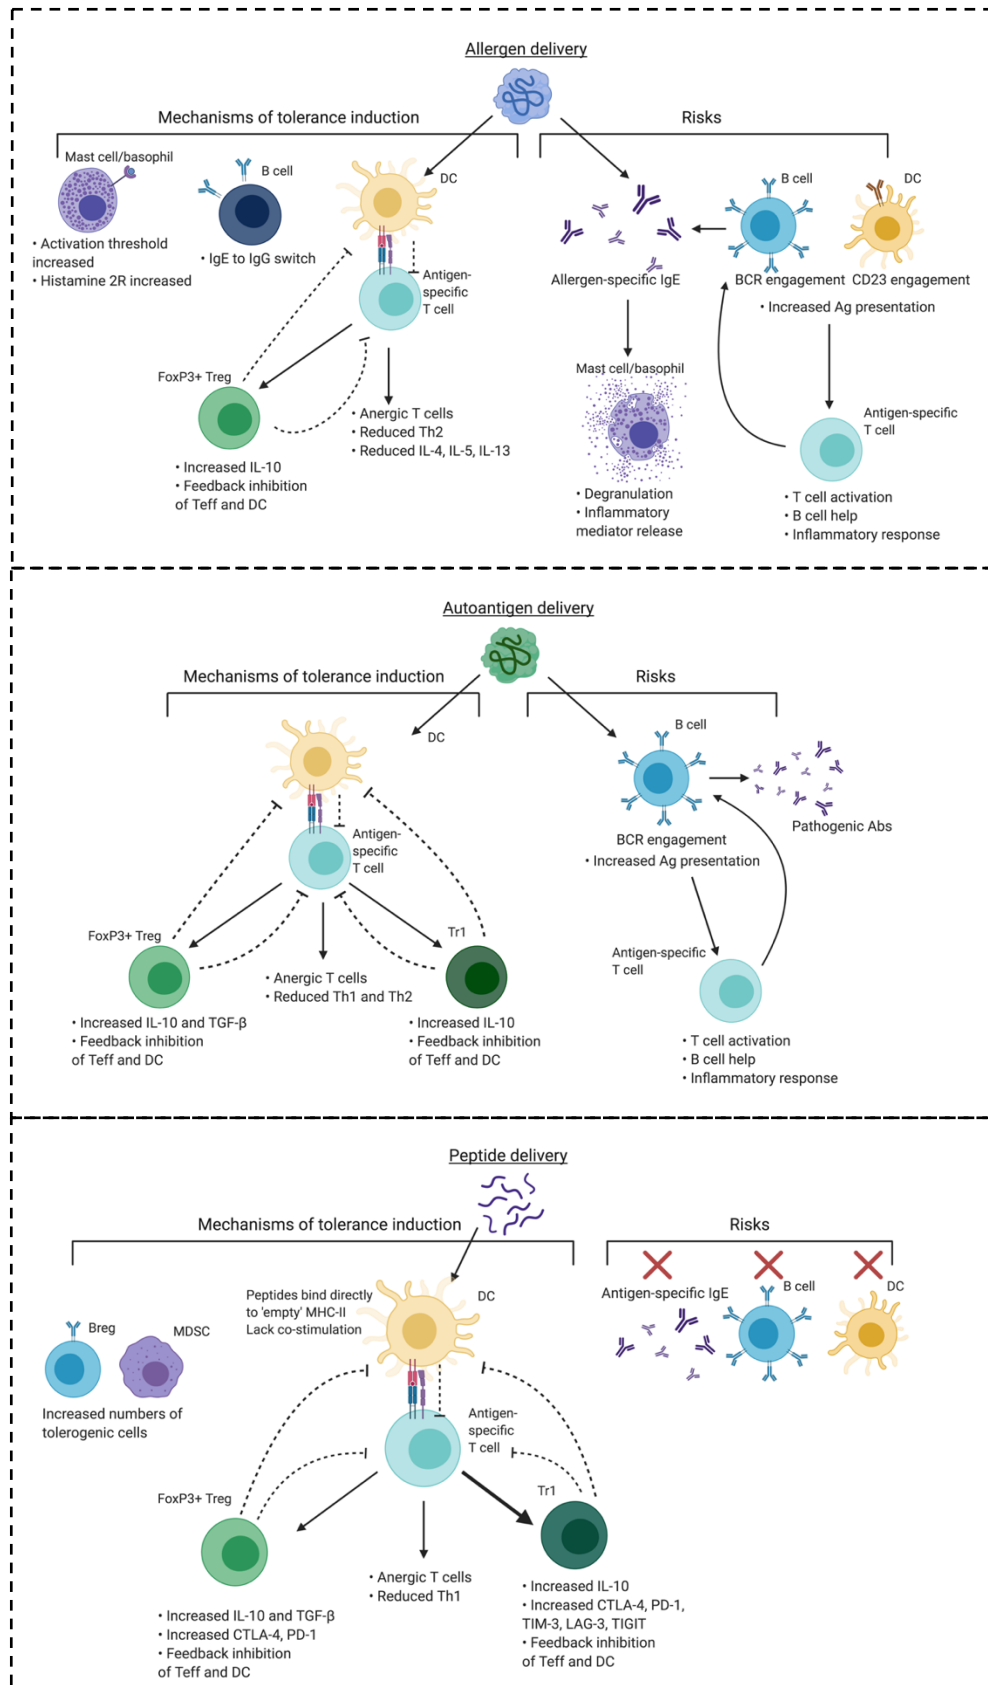 Allergen delivery
Mechanisms of tolerance induction
Risks
Mast cell/basophil
• Activation threshold
increased
• Histamine 2R increased
B cell
• IgE to IgG switch
DC
Antigen-
specific
T cell
FoxP3+ Treg
• Increased IL-10
• Feedback inhibition
of Teff and DC
• Anergic T cells
• Reduced Th2
• Reduced IL-4, IL-5, IL-13
Allergen-specific IgE
B cell
BCR engagement
DC
CD23 engagement
• Increased Ag presentation
Mast cell/basophil
• Degranulation
• Inflammatory
mediator release
Antigen-specific
T cell
• T cell activation
• B cell help
• Inflammatory response
Autoantigen delivery
Mechanisms of tolerance induction
Risks
DC
Antigen-
specific
T cell
FoxP3+ Treg
• Increased IL-10 and TGF-β
• Feedback inhibition
of Teff and DC
• Anergic T cells
• Reduced Th1 and Th2
Tr1
• Increased IL-10
• Feedback inhibition
of Teff and DC
B cell
BCR engagement
• Increased Ag presentation
Pathogenic Abs
Antigen-specific
T cell
• T cell activation
• B cell help
• Inflammatory response
Peptide delivery
Mechanisms of tolerance induction
Risks
Breg
MDSC
Increased numbers of
tolerogenic cells
Peptides bind directly
to 'empty' MHC-II
Lack co-stimulation
DC
Antigen-
specific
T cell
FoxP3+ Treg
• Increased IL-10 and TGF-β
• Increased CTLA-4, PD-1
• Feedback inhibition
of Teff and DC
• Anergic T cells
• Reduced Th1
Tr1
• Increased IL-10
• Increased CTLA-4, PD-1,
TIM-3, LAG-3, TIGIT
• Feedback inhibition
of Teff and DC
Antigen-specific IgE
B cell
DC